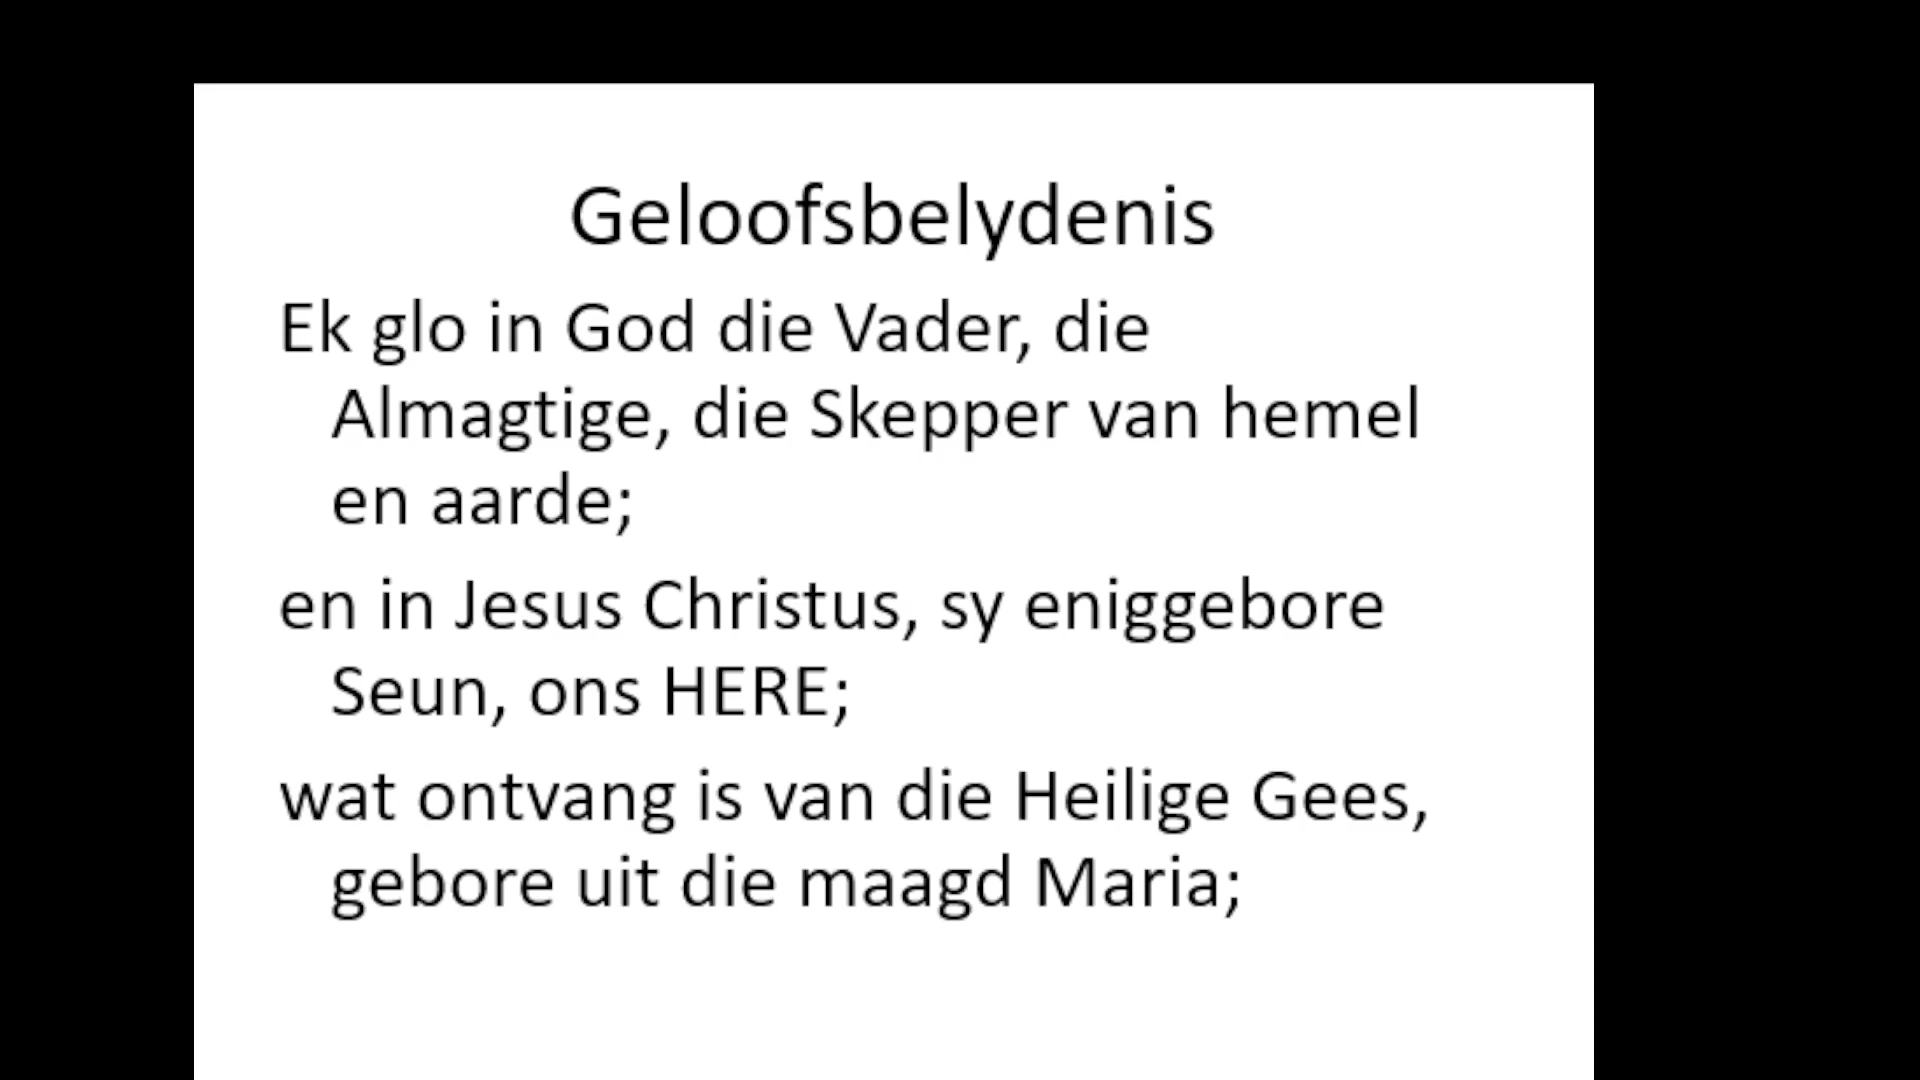 Geloofsbelydenis
Ek glo in God die Vader, die
Almagtige, die Skepper van hemel
en aarde;
en in Jesus Christus, sy eniggebore
Seun, ons HERE;
wat ontvang is van die Heilige Gees,
gebore uit die maagd Maria;